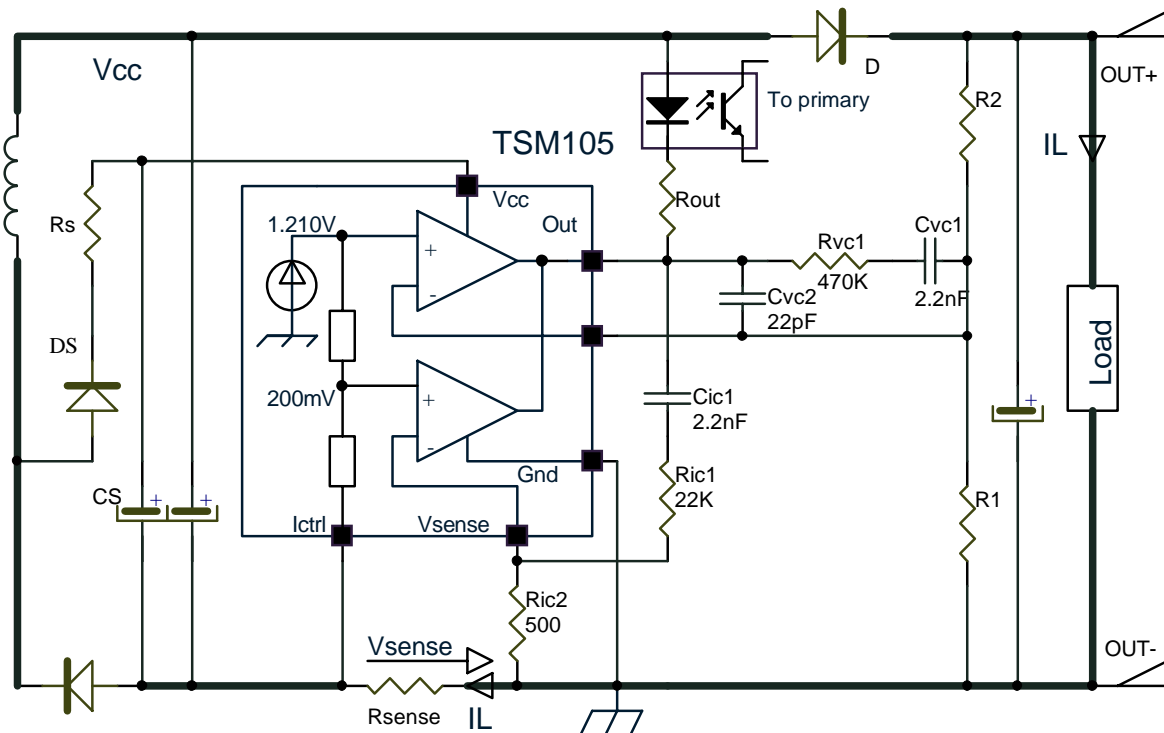 Vcc
D
OUT+
To primary
R2
TSM105
IL
Rs
Vcc
Rout
1.210V
Out
Cvc1
Rvc1
+
470K
2.2nF
-
Cvc2
22pF
DS
Load
200mV
+
Cic1
2.2nF
+
-
Gnd
Ric1
22K
CS
+
+
R1
Ictrl
Vsense
Ric2
500
Vsense
OUT-
Rsense
IL